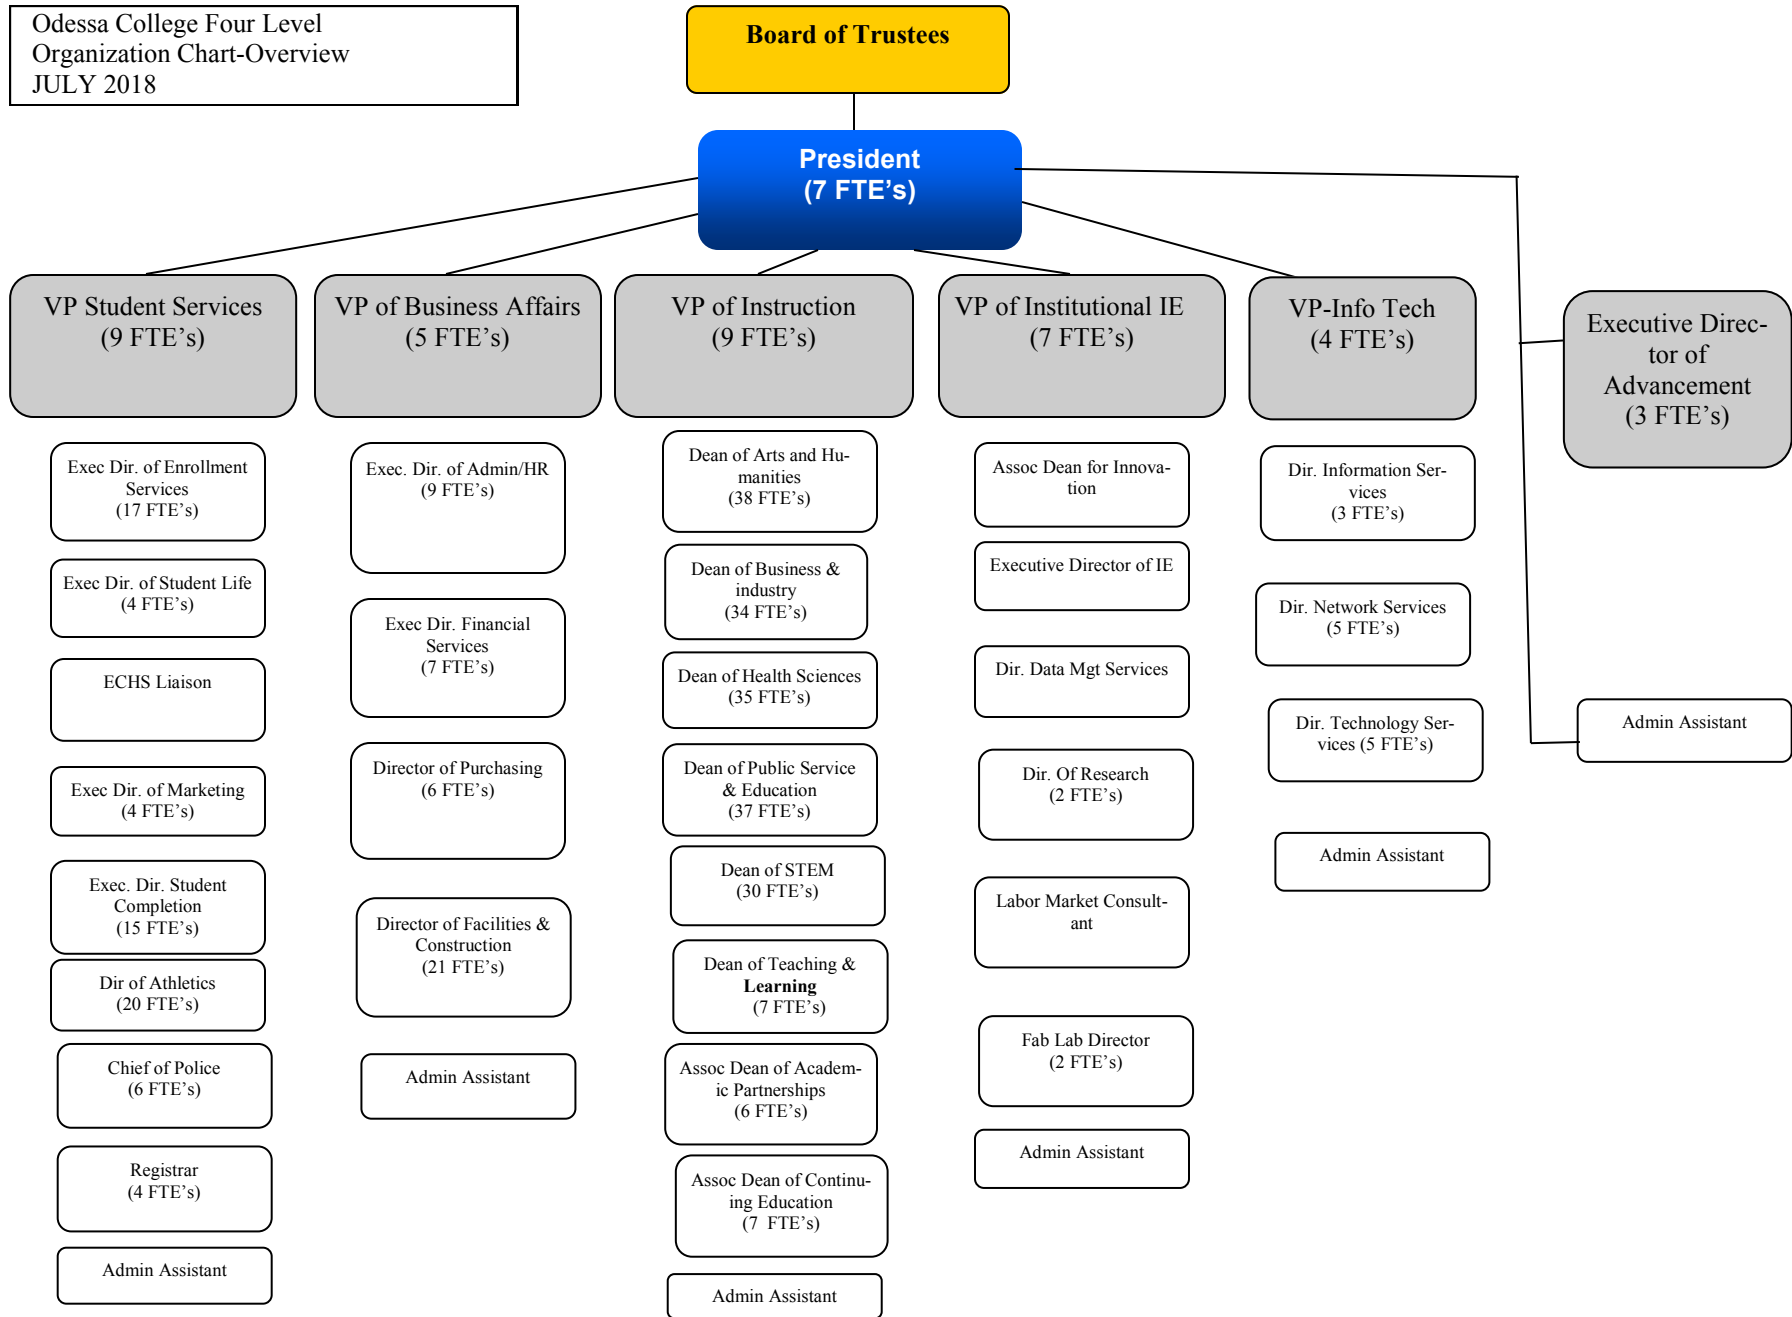 Odessa College Four Level
Organization Chart-Overview
JULY 2018
Board of Trustees
President
(7 FTE’s)
VP Student Services
(9 FTE’s)
VP of Business Affairs
(5 FTE’s)
VP of Instruction
(9 FTE’s)
VP of Institutional IE
(7 FTE’s)
VP-Info Tech
(4 FTE’s)
Executive Direc-
tor of
Advancement
(3 FTE’s)
Exec Dir. of Enrollment
Services
(17 FTE’s)
Exec Dir. of Student Life
(4 FTE’s)
ECHS Liaison
Exec Dir. of Marketing
(4 FTE’s)
Exec. Dir. Student
Completion
(15 FTE’s)
Dir of Athletics
(20 FTE’s)
Chief of Police
(6 FTE’s)
Registrar
(4 FTE’s)
Admin Assistant
Exec. Dir. of Admin/HR
(9 FTE’s)
Exec Dir. Financial
Services
(7 FTE’s)
Director of Purchasing
(6 FTE’s)
Director of Facilities &
Construction
(21 FTE’s)
Admin Assistant
Dean of Arts and Hu-
manities
(38 FTE’s)
Dean of Business &
industry
(34 FTE’s)
Dean of Health Sciences
(35 FTE’s)
Dean of Public Service
& Education
(37 FTE’s)
Dean of STEM
(30 FTE’s)
Dean of Teaching &
Learning
(7 FTE’s)
Assoc Dean of Academ-
ic Partnerships
(6 FTE’s)
Assoc Dean of Continu-
ing Education
(7 FTE’s)
Admin Assistant
Assoc Dean for Innova-
tion
Executive Director of IE
Dir. Data Mgt Services
Dir. Of Research
(2 FTE’s)
Labor Market Consult-
ant
Fab Lab Director
(2 FTE’s)
Admin Assistant
Dir. Information Ser-
vices
(3 FTE’s)
Dir. Network Services
(5 FTE’s)
Dir. Technology Ser-
vices (5 FTE’s)
Admin Assistant
Admin Assistant